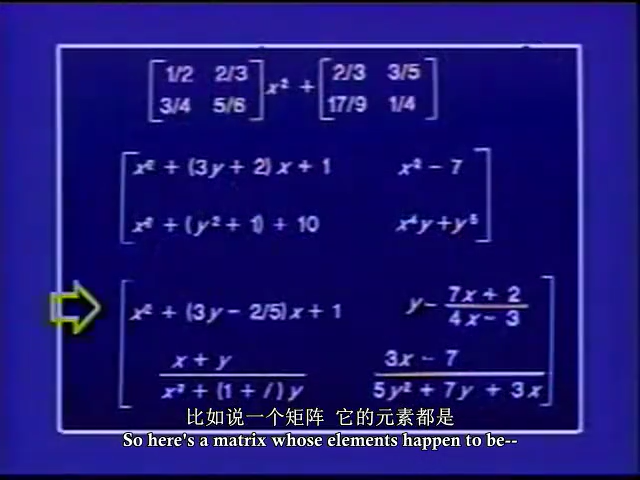 [1/2 2/3; 3/4 5/6] x² + [2/3 3/5; 17/9 1/4]
x² + (3y + 2) x + 1 x² − 7
x² + (y² + 1) + 10 x⁴y + y⁵
x² + (3y − 2/5) x + 1 y − (7x + 2)/(4x − 3)
(x + y)/(x² + (1 + i) y) (3x − 7)/(5y² + 7y + 3x)
比如说一个矩阵 它的元素都是
So here's a matrix whose elements happen to be--